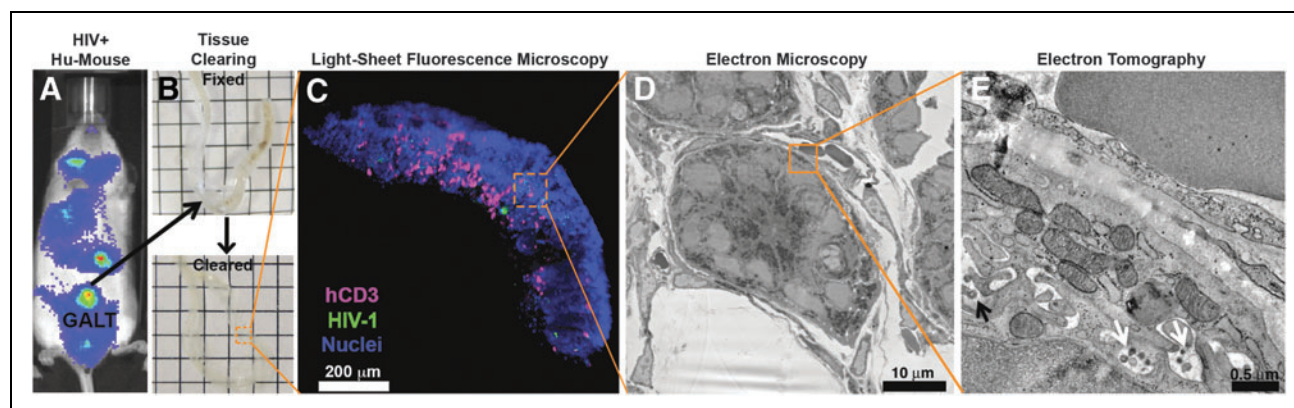 HIV+
Hu-Mouse
Tissue
Clearing
Fixed
Light-Sheet Fluorescence Microscopy
Electron Microscopy
Electron Tomography
A
B
C
D
E
Cleared
GALT
hCD3
HIV-1
Nuclei
200 μm
10 μm
0.5 μm